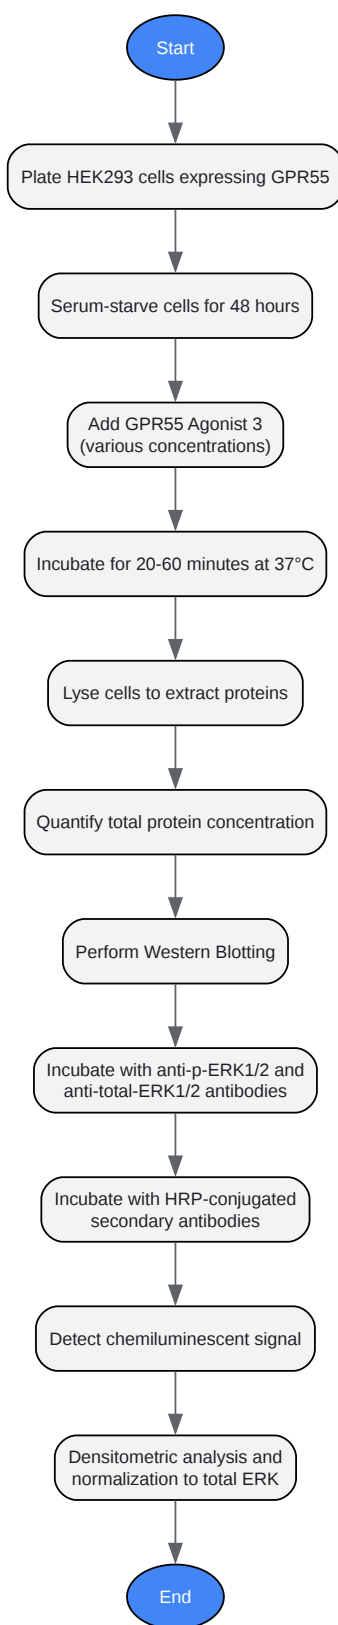 Start
Plate HEK293 cells expressing GPR55
Serum-starve cells for 48 hours
Add GPR55 Agonist 3
(various concentrations)
Incubate for 20-60 minutes at 37°C
Lyse cells to extract proteins
Quantify total protein concentration
Perform Western Blotting
Incubate with anti-p-ERK1/2 and
anti-total-ERK1/2 antibodies
Incubate with HRP-conjugated
secondary antibodies
Detect chemiluminescent signal
Densitometric analysis and
normalization to total ERK
End